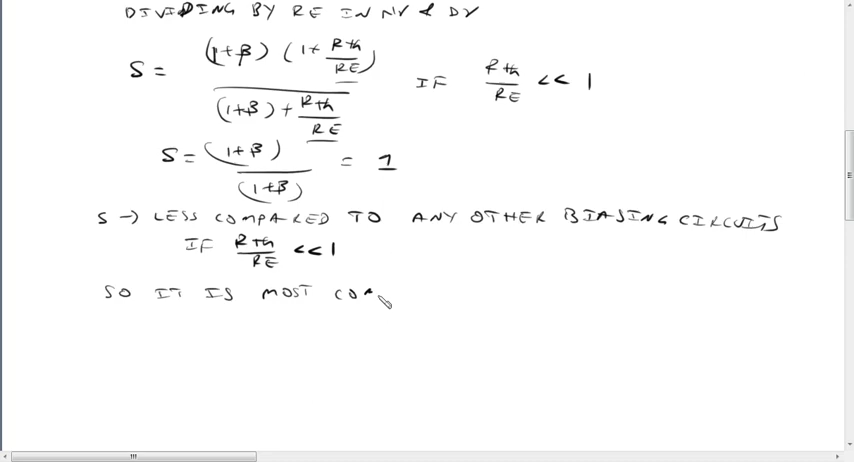 DIVIDING BY RE IN NR & DR
S = (1+β) (1 + Rth/RE) / (1+β) + Rth/RE IF Rth/RE << 1
S = (1+β) / (1+β) = 1
S → LESS COMPARED TO ANY OTHER BIASING CIRCUITS
IF Rth/RE << 1
SO IT IS MOST COM